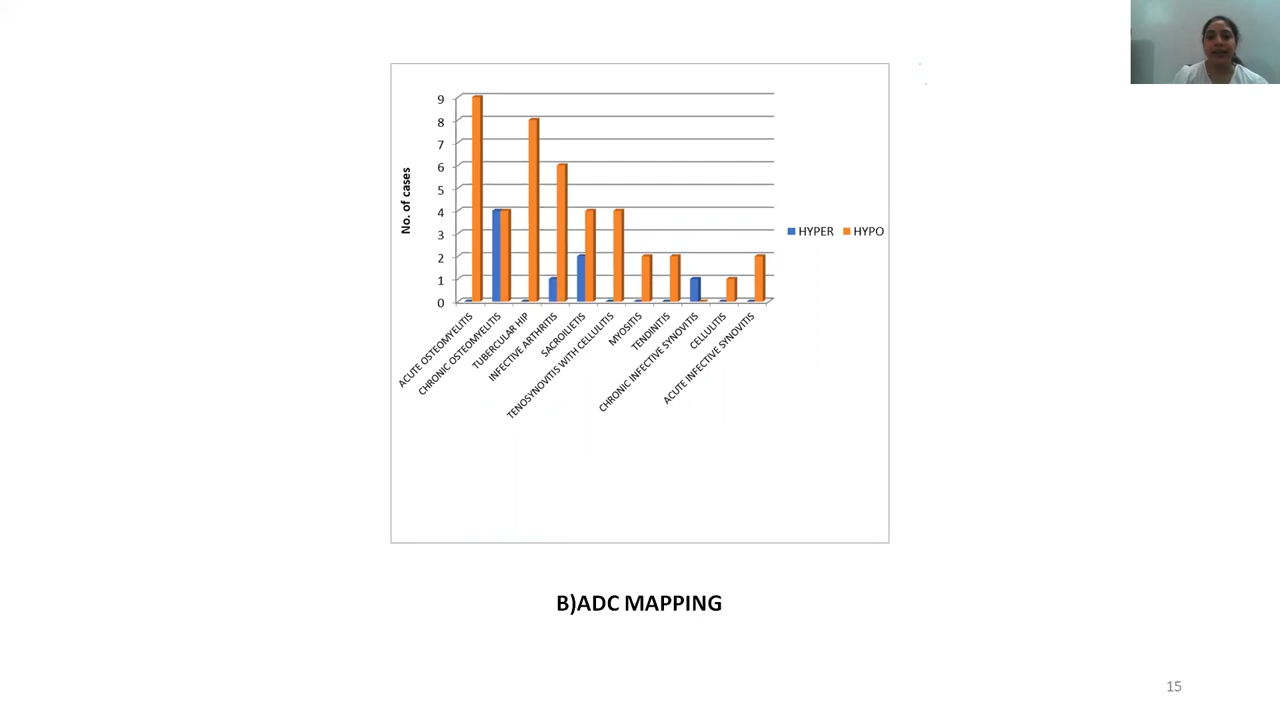 9
8
7
6
5
4
3
2
1
0
No. of cases
ACUTE OSTEOMYELITIS
CHRONIC OSTEOMYELITIS
TUBERCULAR HIP
INFECTIVE ARTHRITIS
SACROILIETIS
TENOSYNOVITIS WITH CELLULITIS
MYOSITIS
TENDINITIS
CHRONIC INFECTIVE SYNOVITIS
CELLULITIS
ACUTE INFECTIVE SYNOVITIS
HYPER HYPO
B)ADC MAPPING
15